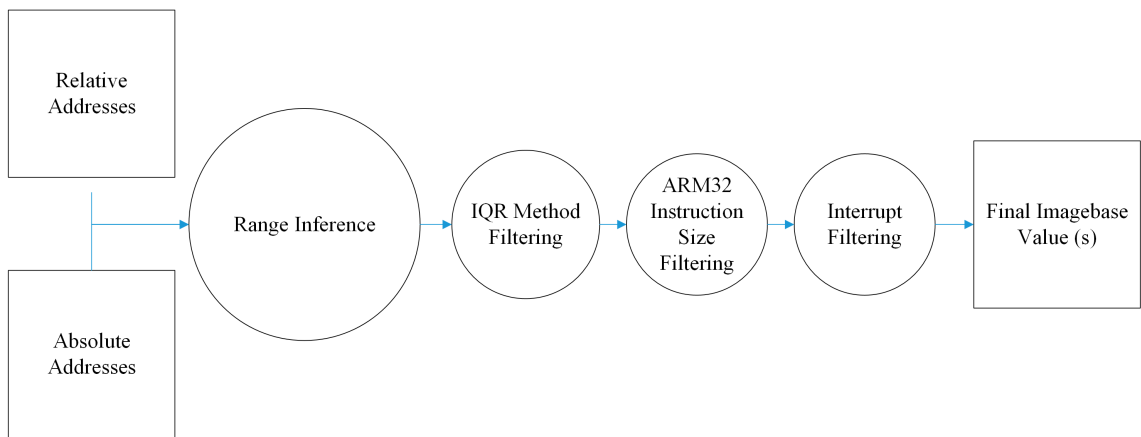 Relative
Addresses
Absolute
Addresses
Range Inference
IQR Method
Filtering
ARM32
Instruction
Size
Filtering
Interrupt
Filtering
Final Imagebase
Value (s)